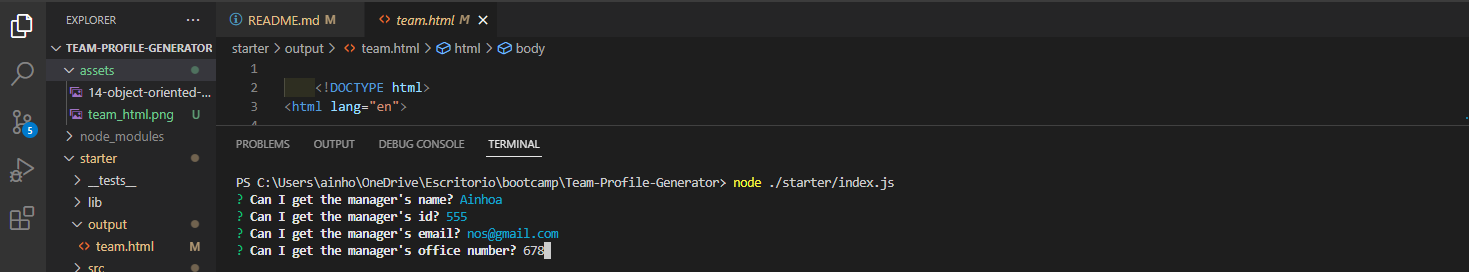 EXPLORER ...
TEAM-PROFILE-GENERATOR
assets
14-object-oriented-...
team_html.png U
node_modules
starter
__tests__
lib
output
team.html M
src
5
README.md M
team.html M
starter > output > team.html > html > body
1
2 <!DOCTYPE html>
3 <html lang="en">
PROBLEMS OUTPUT DEBUG CONSOLE TERMINAL
PS C:\Users\ainho\OneDrive\Escritorio\bootcamp\Team-Profile-Generator> node ./starter/index.js
? Can I get the manager's name? Ainhoa
? Can I get the manager's id? 555
? Can I get the manager's email? nos@gmail.com
? Can I get the manager's office number? 678